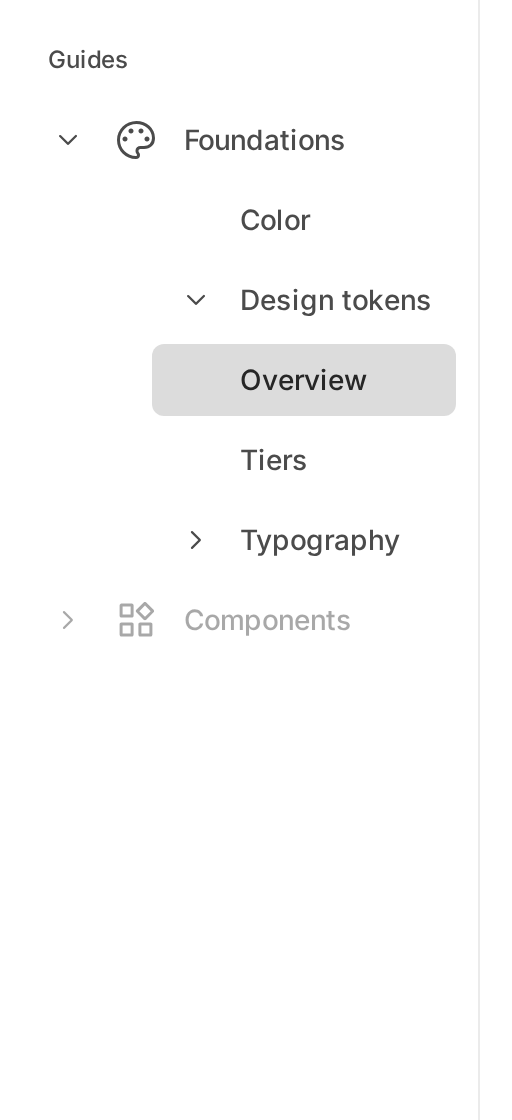 Guides
Foundations
Color
Design tokens
Overview
Tiers
Typography
Components